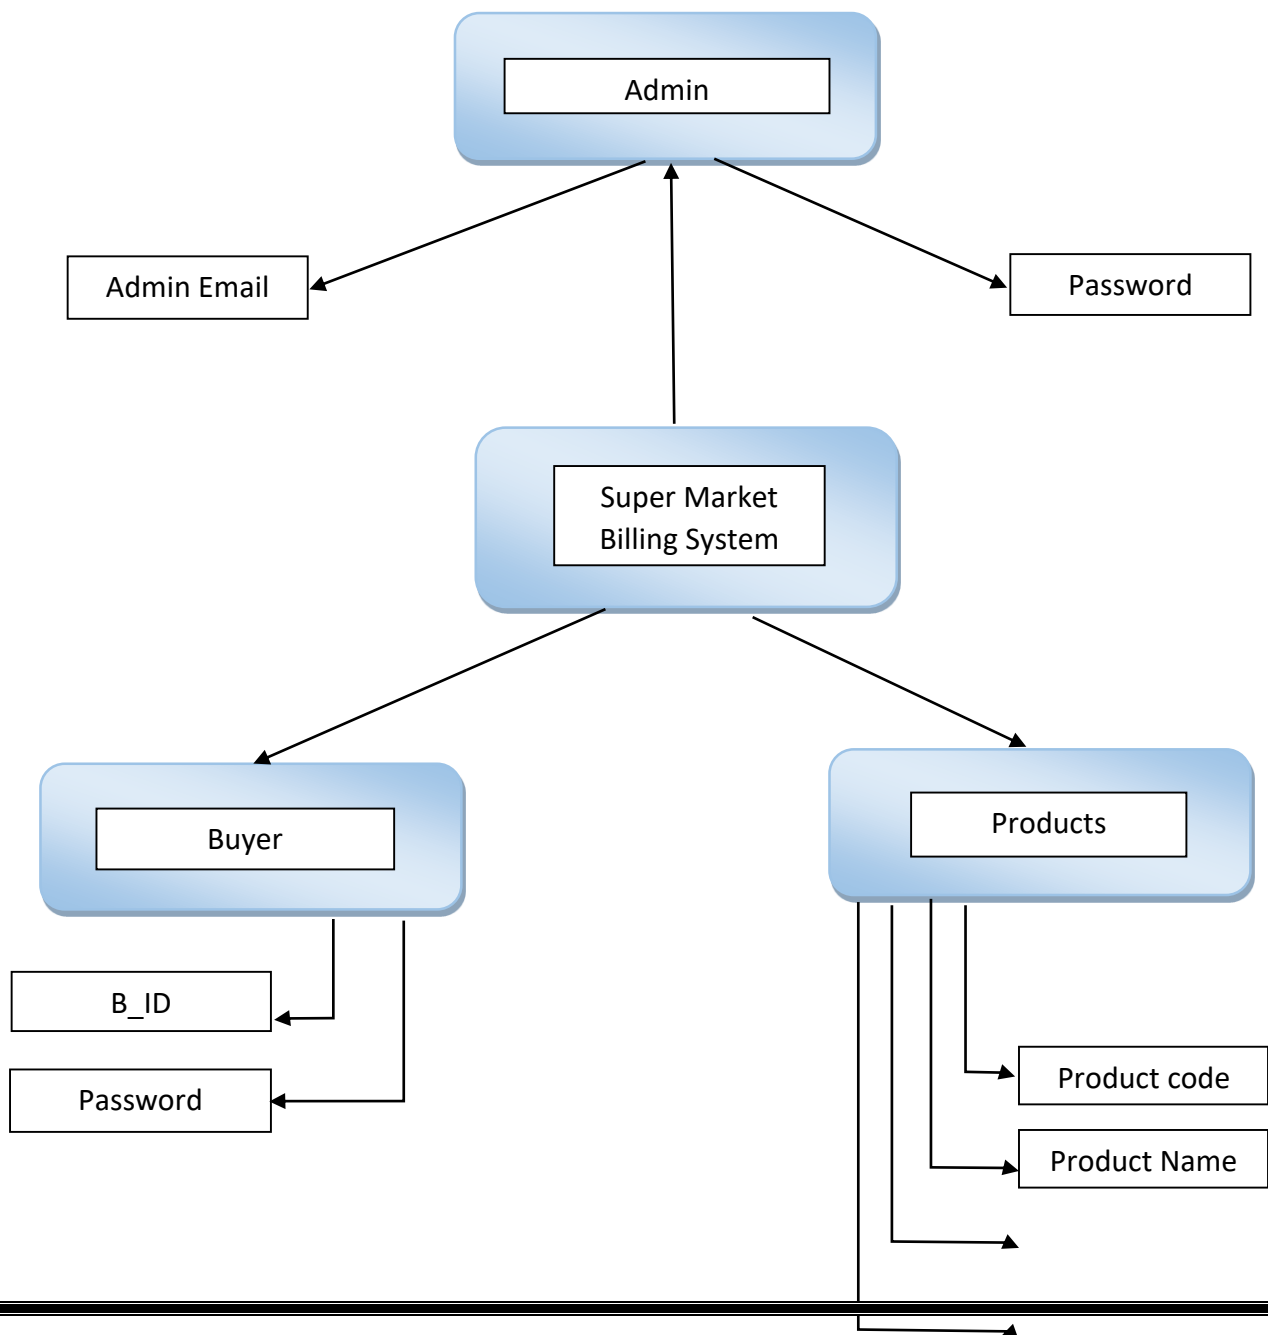 Admin
Admin Email
Password
Super Market
Billing System
Buyer
Products
B_ID
Password
Product code
Product Name